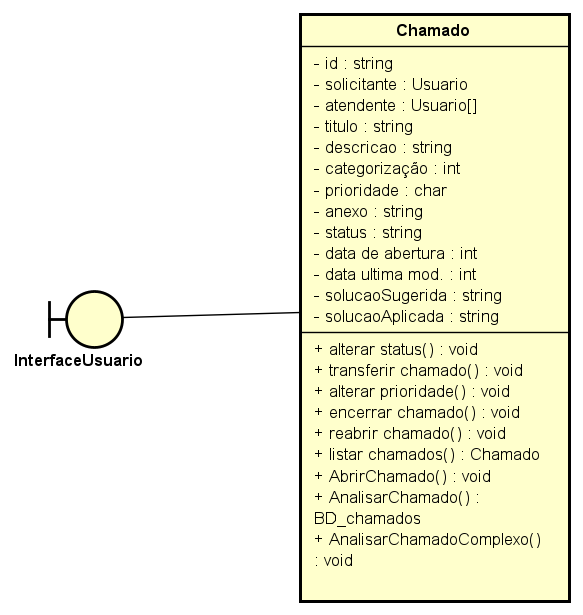 Chamado
- id : string
- solicitante : Usuario
- atendente : Usuario[]
- titulo : string
- descricao : string
- categorização : int
- prioridade : char
- anexo : string
- status : string
- data de abertura : int
- data ultima mod. : int
- solucaoSugerida : string
- solucaoAplicada : string
InterfaceUsuario
+ alterar status() : void
+ transferir chamado() : void
+ alterar prioridade() : void
+ encerrar chamado() : void
+ reabrir chamado() : void
+ listar chamados() : Chamado
+ AbrirChamado() : void
+ AnalisarChamado() :
BD_chamados
+ AnalisarChamadoComplexo()
: void